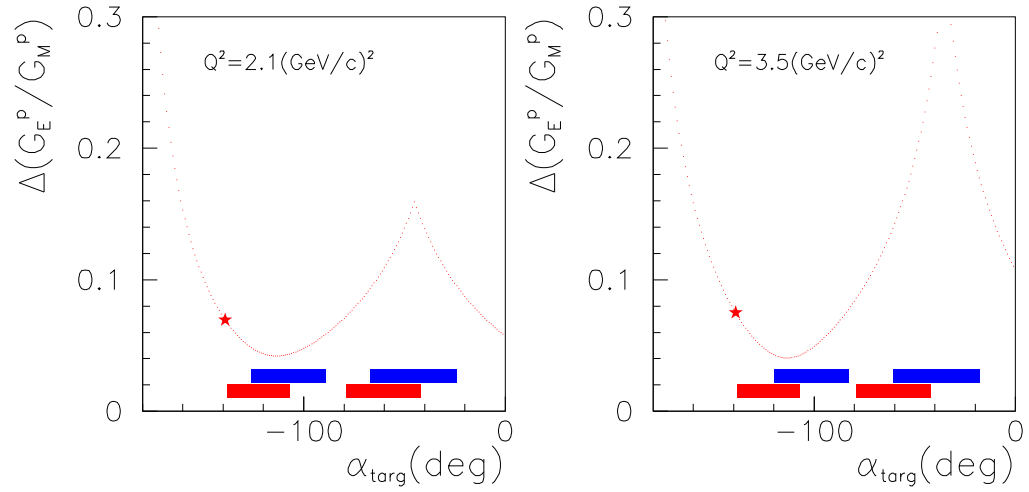 0.3
0.2
0.1
0
Δ(G_E^p/G_M^p)
Q²=2.1(GeV/c)²
−100
0
α_targ(deg)
0.3
0.2
0.1
0
Δ(G_E^p/G_M^p)
Q²=3.5(GeV/c)²
−100
0
α_targ(deg)